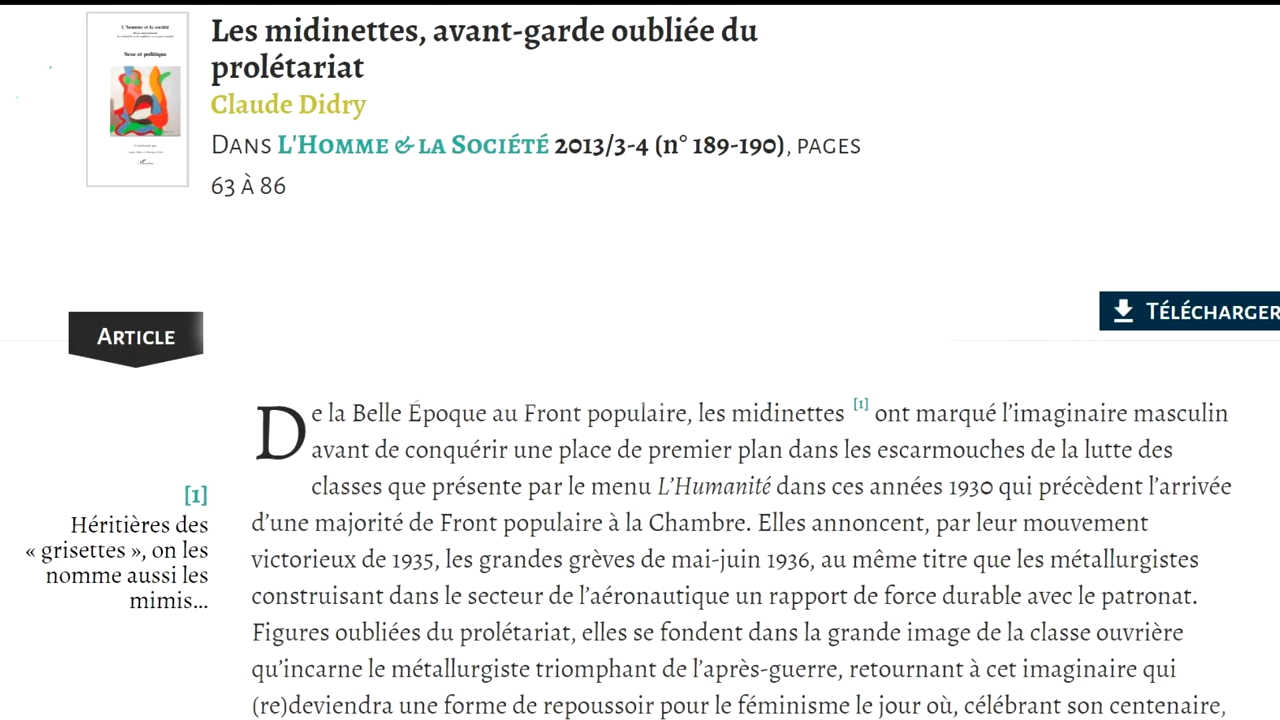 L'homme et la société
Sexe et politique
L'Harmattan
Les midinettes, avant-garde oubliée du
prolétariat
Claude Didry
Dans L'Homme & la Société 2013/3-4 (n° 189-190), pages
63 à 86
Télécharger
Article
De la Belle Époque au Front populaire, les midinettes [1] ont marqué l’imaginaire masculin
avant de conquérir une place de premier plan dans les escarmouches de la lutte des
classes que présente par le menu L’Humanité dans ces années 1930 qui précèdent l’arrivée
d’une majorité de Front populaire à la Chambre. Elles annoncent, par leur mouvement
victorieux de 1935, les grandes grèves de mai-juin 1936, au même titre que les métallurgistes
construisant dans le secteur de l’aéronautique un rapport de force durable avec le patronat.
Figures oubliées du prolétariat, elles se fondent dans la grande image de la classe ouvrière
qu’incarne le métallurgiste triomphant de l’après-guerre, retournant à cet imaginaire qui
(re)deviendra une forme de repoussoir pour le féminisme le jour où, célébrant son centenaire,
[1]
Héritières des
« grisettes », on les
nomme aussi les
mimis...